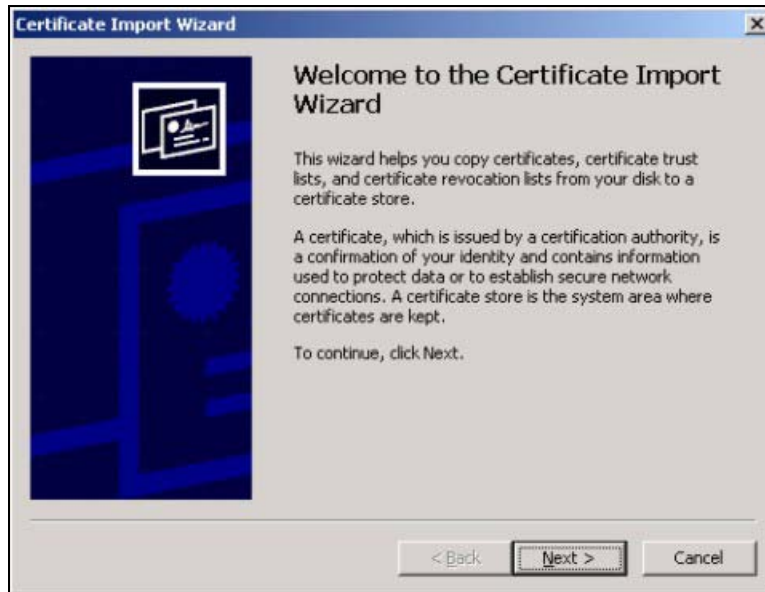 Certificate Import Wizard
Welcome to the Certificate Import
Wizard
This wizard helps you copy certificates, certificate trust
lists, and certificate revocation lists from your disk to a
certificate store.
A certificate, which is issued by a certification authority, is
a confirmation of your identity and contains information
used to protect data or to establish secure network
connections. A certificate store is the system area where
certificates are kept.
To continue, click Next.
< Back Next > Cancel